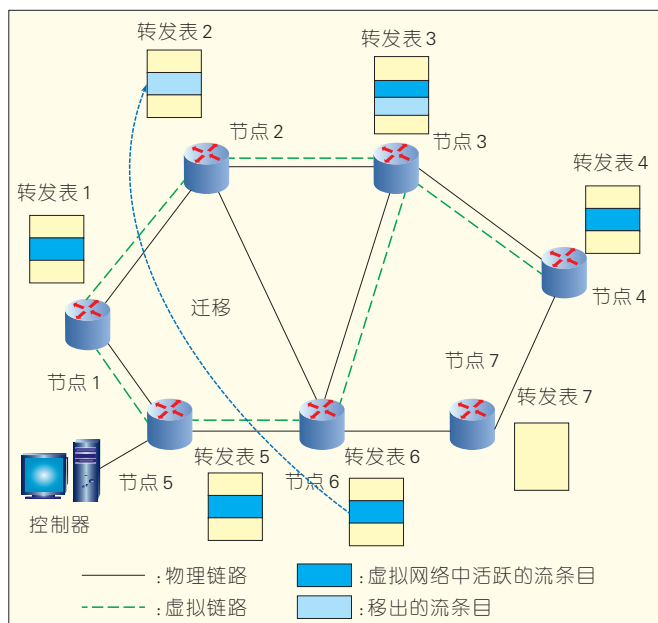 转发表2
转发表3
节点2
节点3
转发表4
转发表1
迁移
节点4
节点7
节点1
转发表7
转发表5
转发表6
节点5
节点6
控制器
:物理链路
:虚拟网络中活跃的流条目
:虚拟链路
:移出的流条目